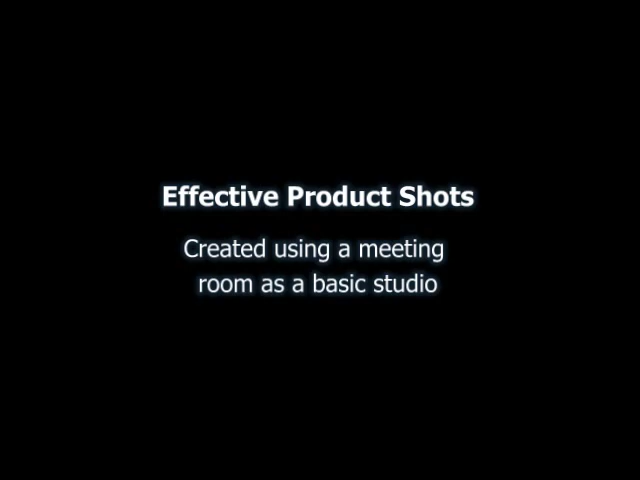 Effective Product Shots
Created using a meeting
room as a basic studio